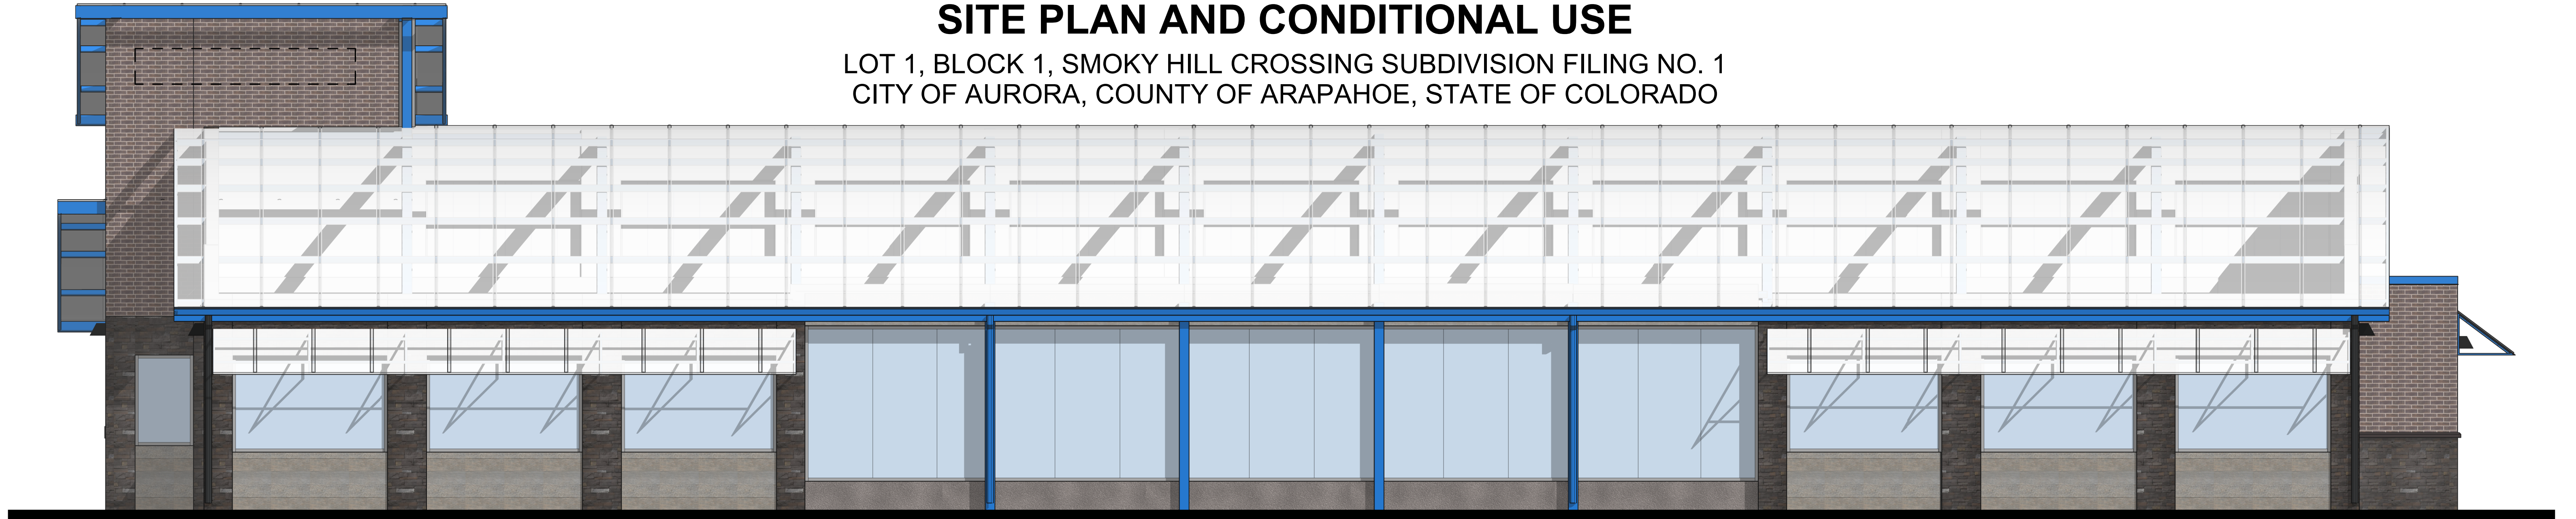 SITE PLAN AND CONDITIONAL USE
LOT 1, BLOCK 1, SMOKY HILL CROSSING SUBDIVISION FILING NO. 1
CITY OF AURORA, COUNTY OF ARAPAHOE, STATE OF COLORADO